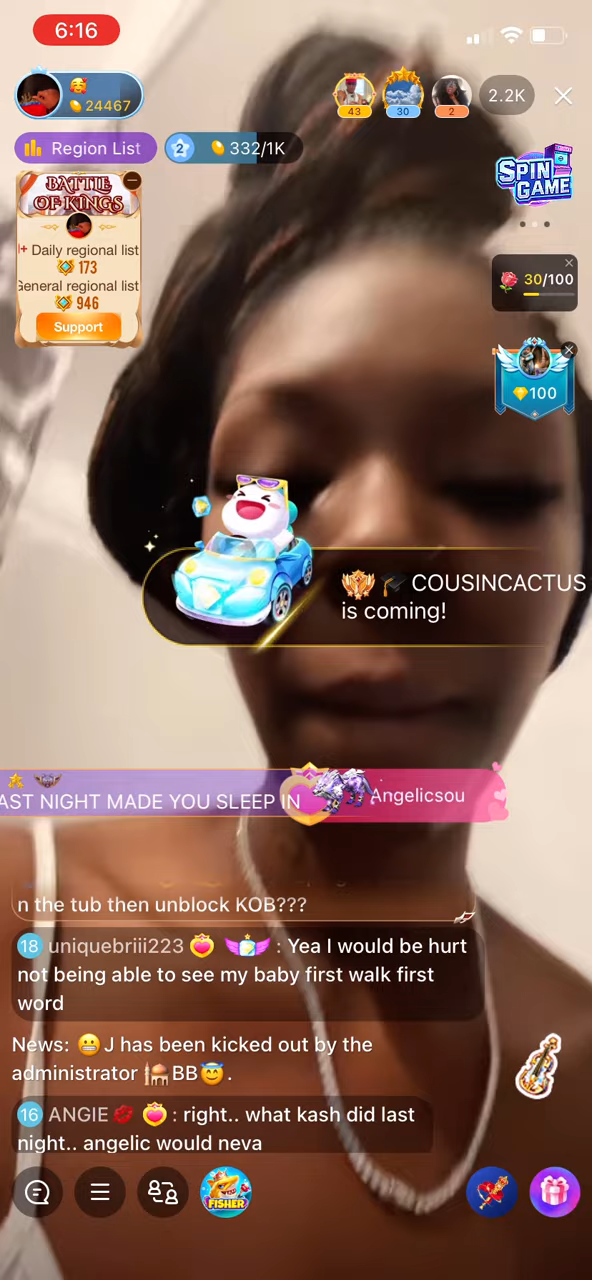 6:16
24467
43
30
2
2.2K
Region List
2
332/1K
SPIN
GAME
BATTLE
OF KINGS
Daily regional list
173
General regional list
946
Support
30/100
100
COUSINCACTUS
is coming!
AST NIGHT MADE YOU SLEEP IN
Angelicsou
n the tub then unblock KOB???
18 uniquebriii223 : Yea I would be hurt
not being able to see my baby first walk first
word
News: 😬J has been kicked out by the
administrator 🕌BB😇.
16 ANGIE💋 : right.. what kash did last
night.. angelic would neva
FISHER